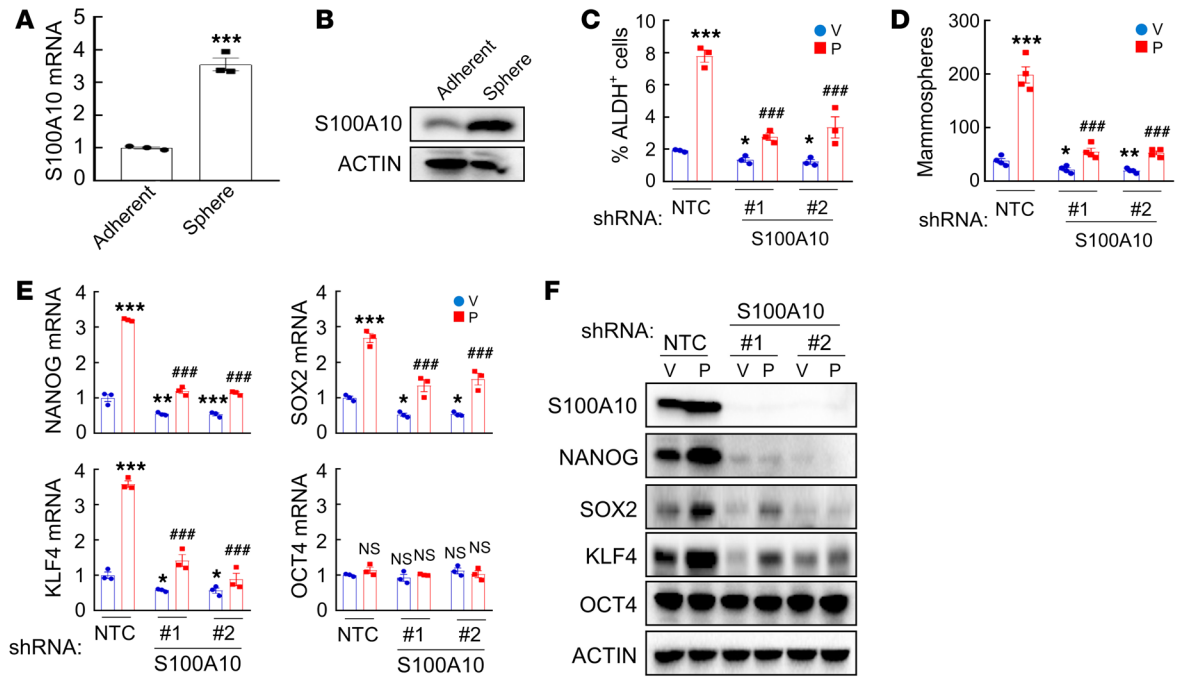 A
S100A10 mRNA
5
4
3
2
1
0
***
Adherent
Sphere
B
Adherent
Sphere
S100A10
ACTIN
C
% ALDH+ cells
10
8
6
4
2
0
V
P
***
*
###
*
###
shRNA:
NTC
#1
#2
S100A10
D
Mammospheres
300
200
100
0
V
P
***
*
###
**
###
shRNA:
NTC
#1
#2
S100A10
E
NANOG mRNA
4
3
2
1
0
***
**
###
***
###
SOX2 mRNA
4
3
2
1
0
V
P
***
*
###
*
###
KLF4 mRNA
4
3
2
1
0
***
*
###
*
###
OCT4 mRNA
4
3
2
1
0
NS
NS
NS
NS
NS
shRNA:
NTC
#1
#2
S100A10
NTC
#1
#2
S100A10
F
S100A10
shRNA:
NTC
#1
#2
V P V P V P
S100A10
NANOG
SOX2
KLF4
OCT4
ACTIN